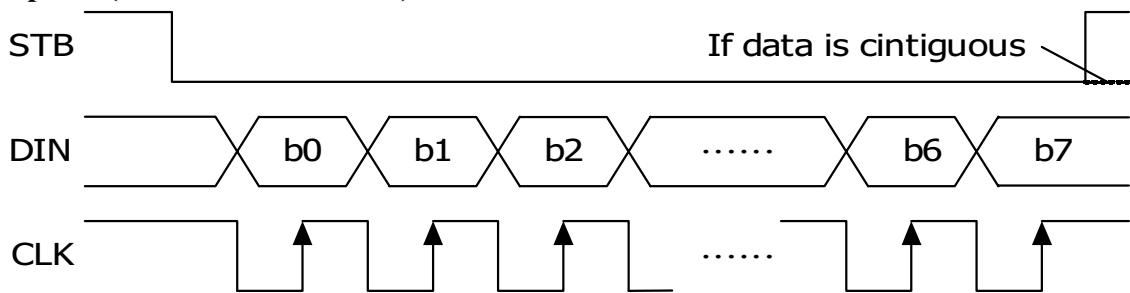 STB
If data is cintiguous
DIN
b0 b1 b2 ...... b6 b7
CLK
......